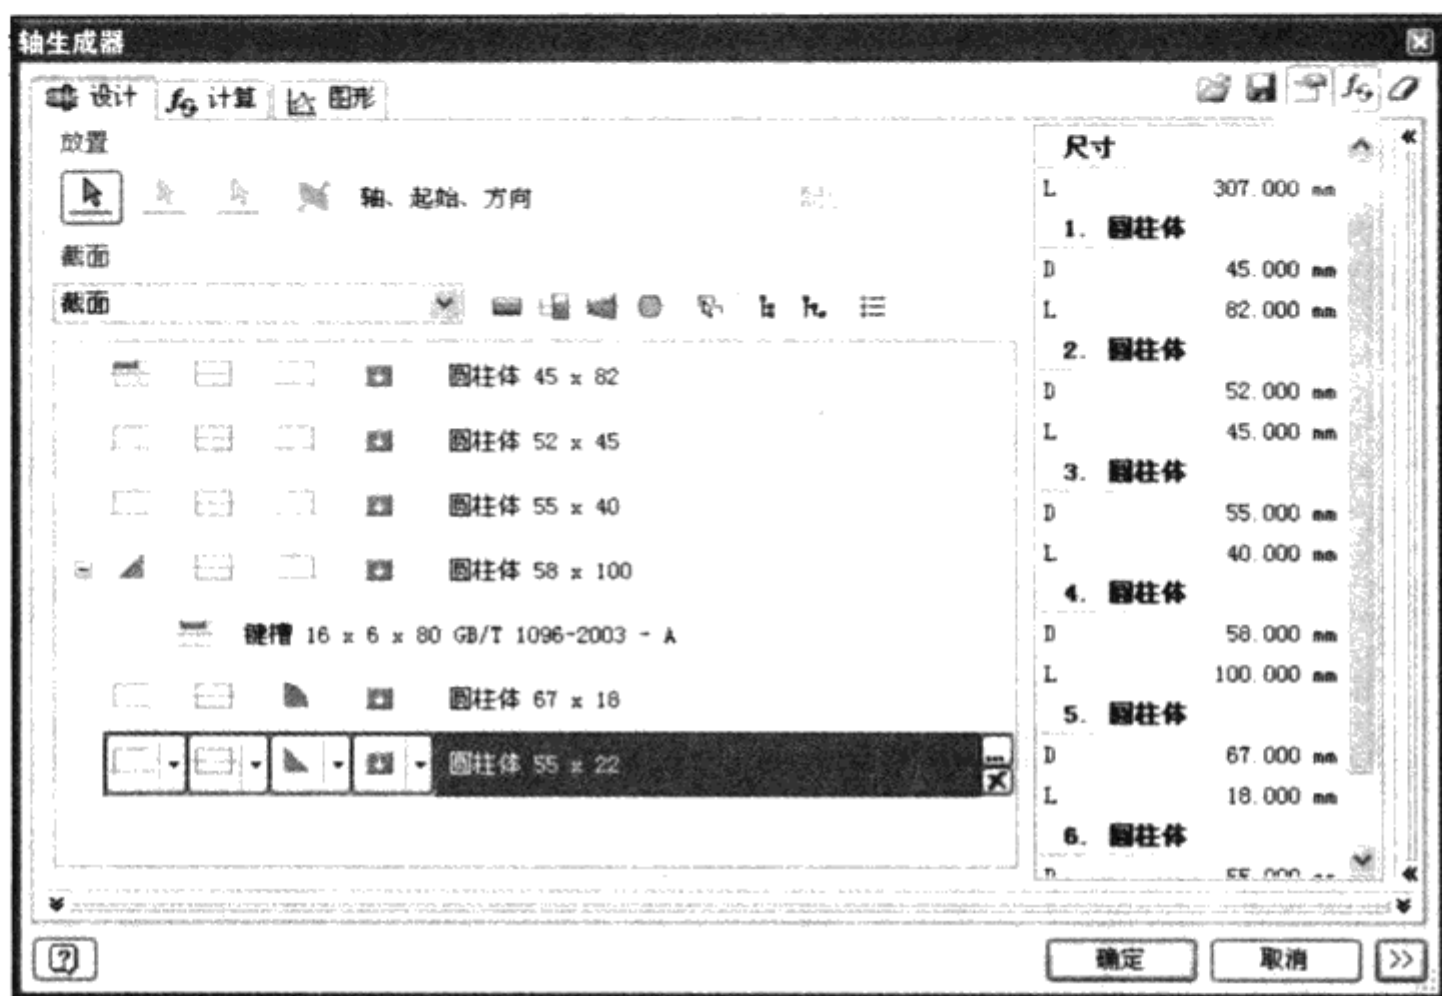 轴生成器
设计 计算 图形
放置
轴、起始、方向
截面
截面
圆柱体 45 x 82
圆柱体 52 x 45
圆柱体 55 x 40
圆柱体 58 x 100
键槽 16 x 6 x 80 GB/T 1096-2003 - A
圆柱体 67 x 18
圆柱体 55 x 22
尺寸
L 307.000 mm
1. 圆柱体
D 45.000 mm
L 82.000 mm
2. 圆柱体
D 52.000 mm
L 45.000 mm
3. 圆柱体
D 55.000 mm
L 40.000 mm
4. 圆柱体
D 58.000 mm
L 100.000 mm
5. 圆柱体
D 67.000 mm
L 18.000 mm
6. 圆柱体
确定 取消 >>